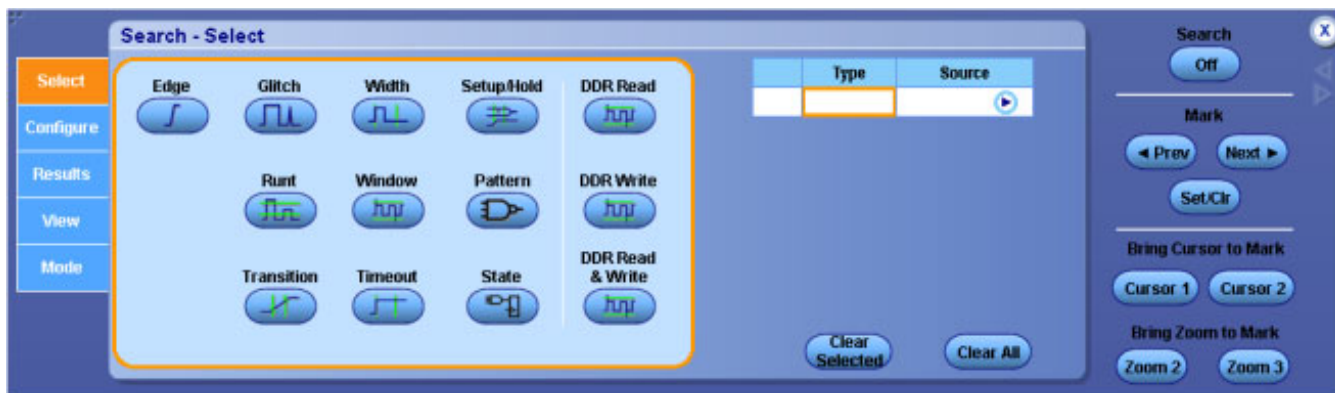 Search - Select
Select
Configure
Results
View
Mode
Edge Glitch Width Setup/Hold DDR Read
Runt Window Pattern DDR Write
Transition Timeout State DDR Read
& Write
Type Source
Clear
Selected
Clear All
Search
Off
X
Mark
◄ Prev Next ►
Set/Clr
Bring Cursor to Mark
Cursor 1 Cursor 2
Bring Zoom to Mark
Zoom 2 Zoom 3